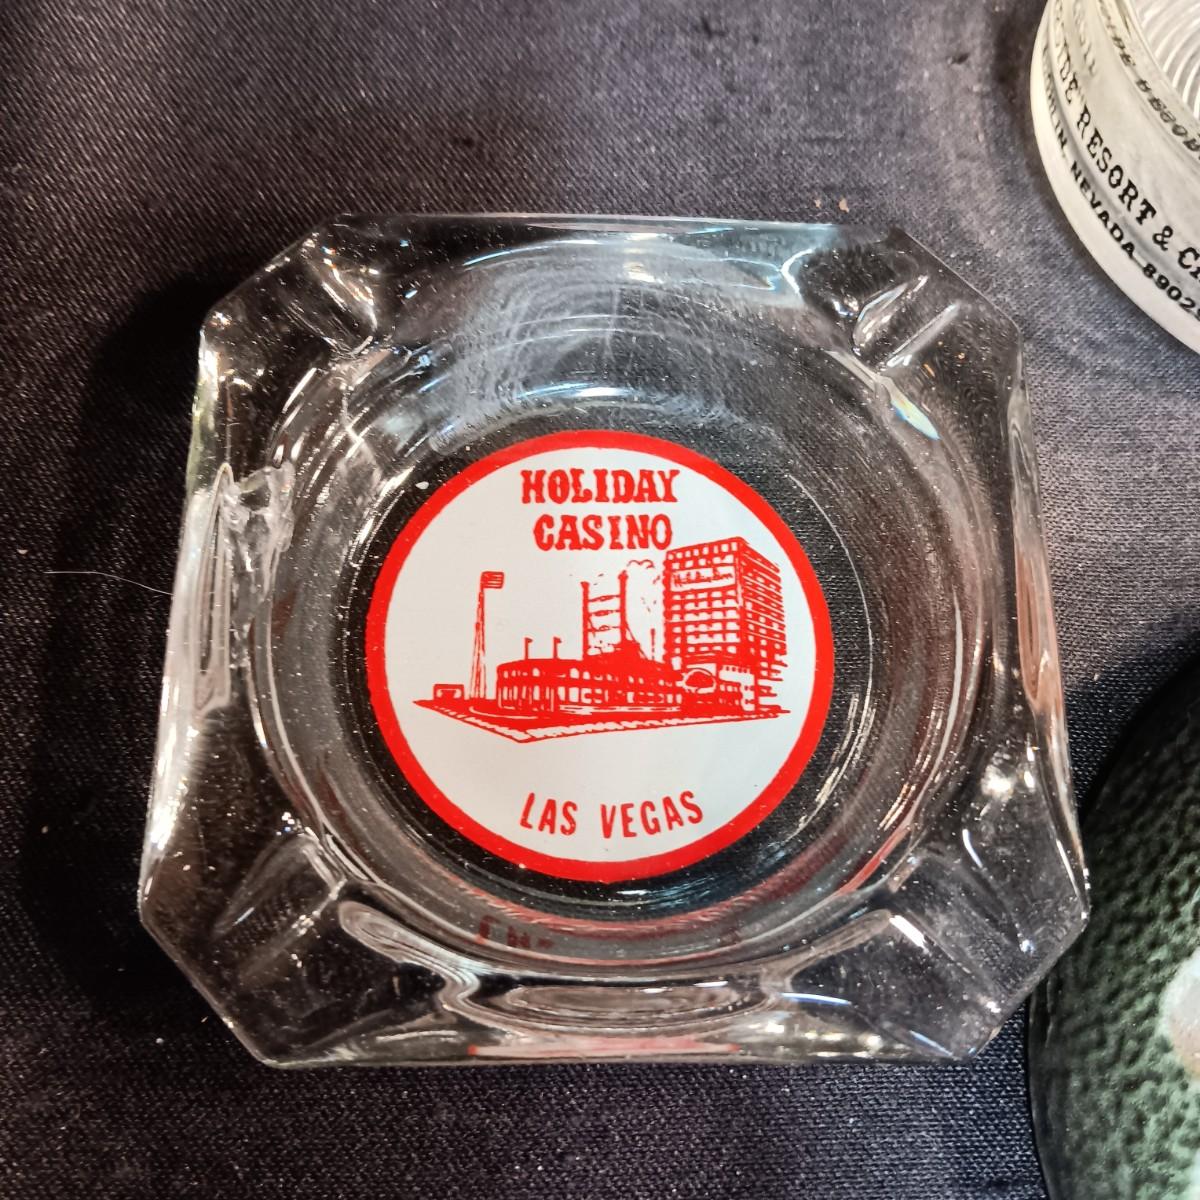 HOLIDAY
CASINO
LAS VEGAS
RESORT &
NEVADA